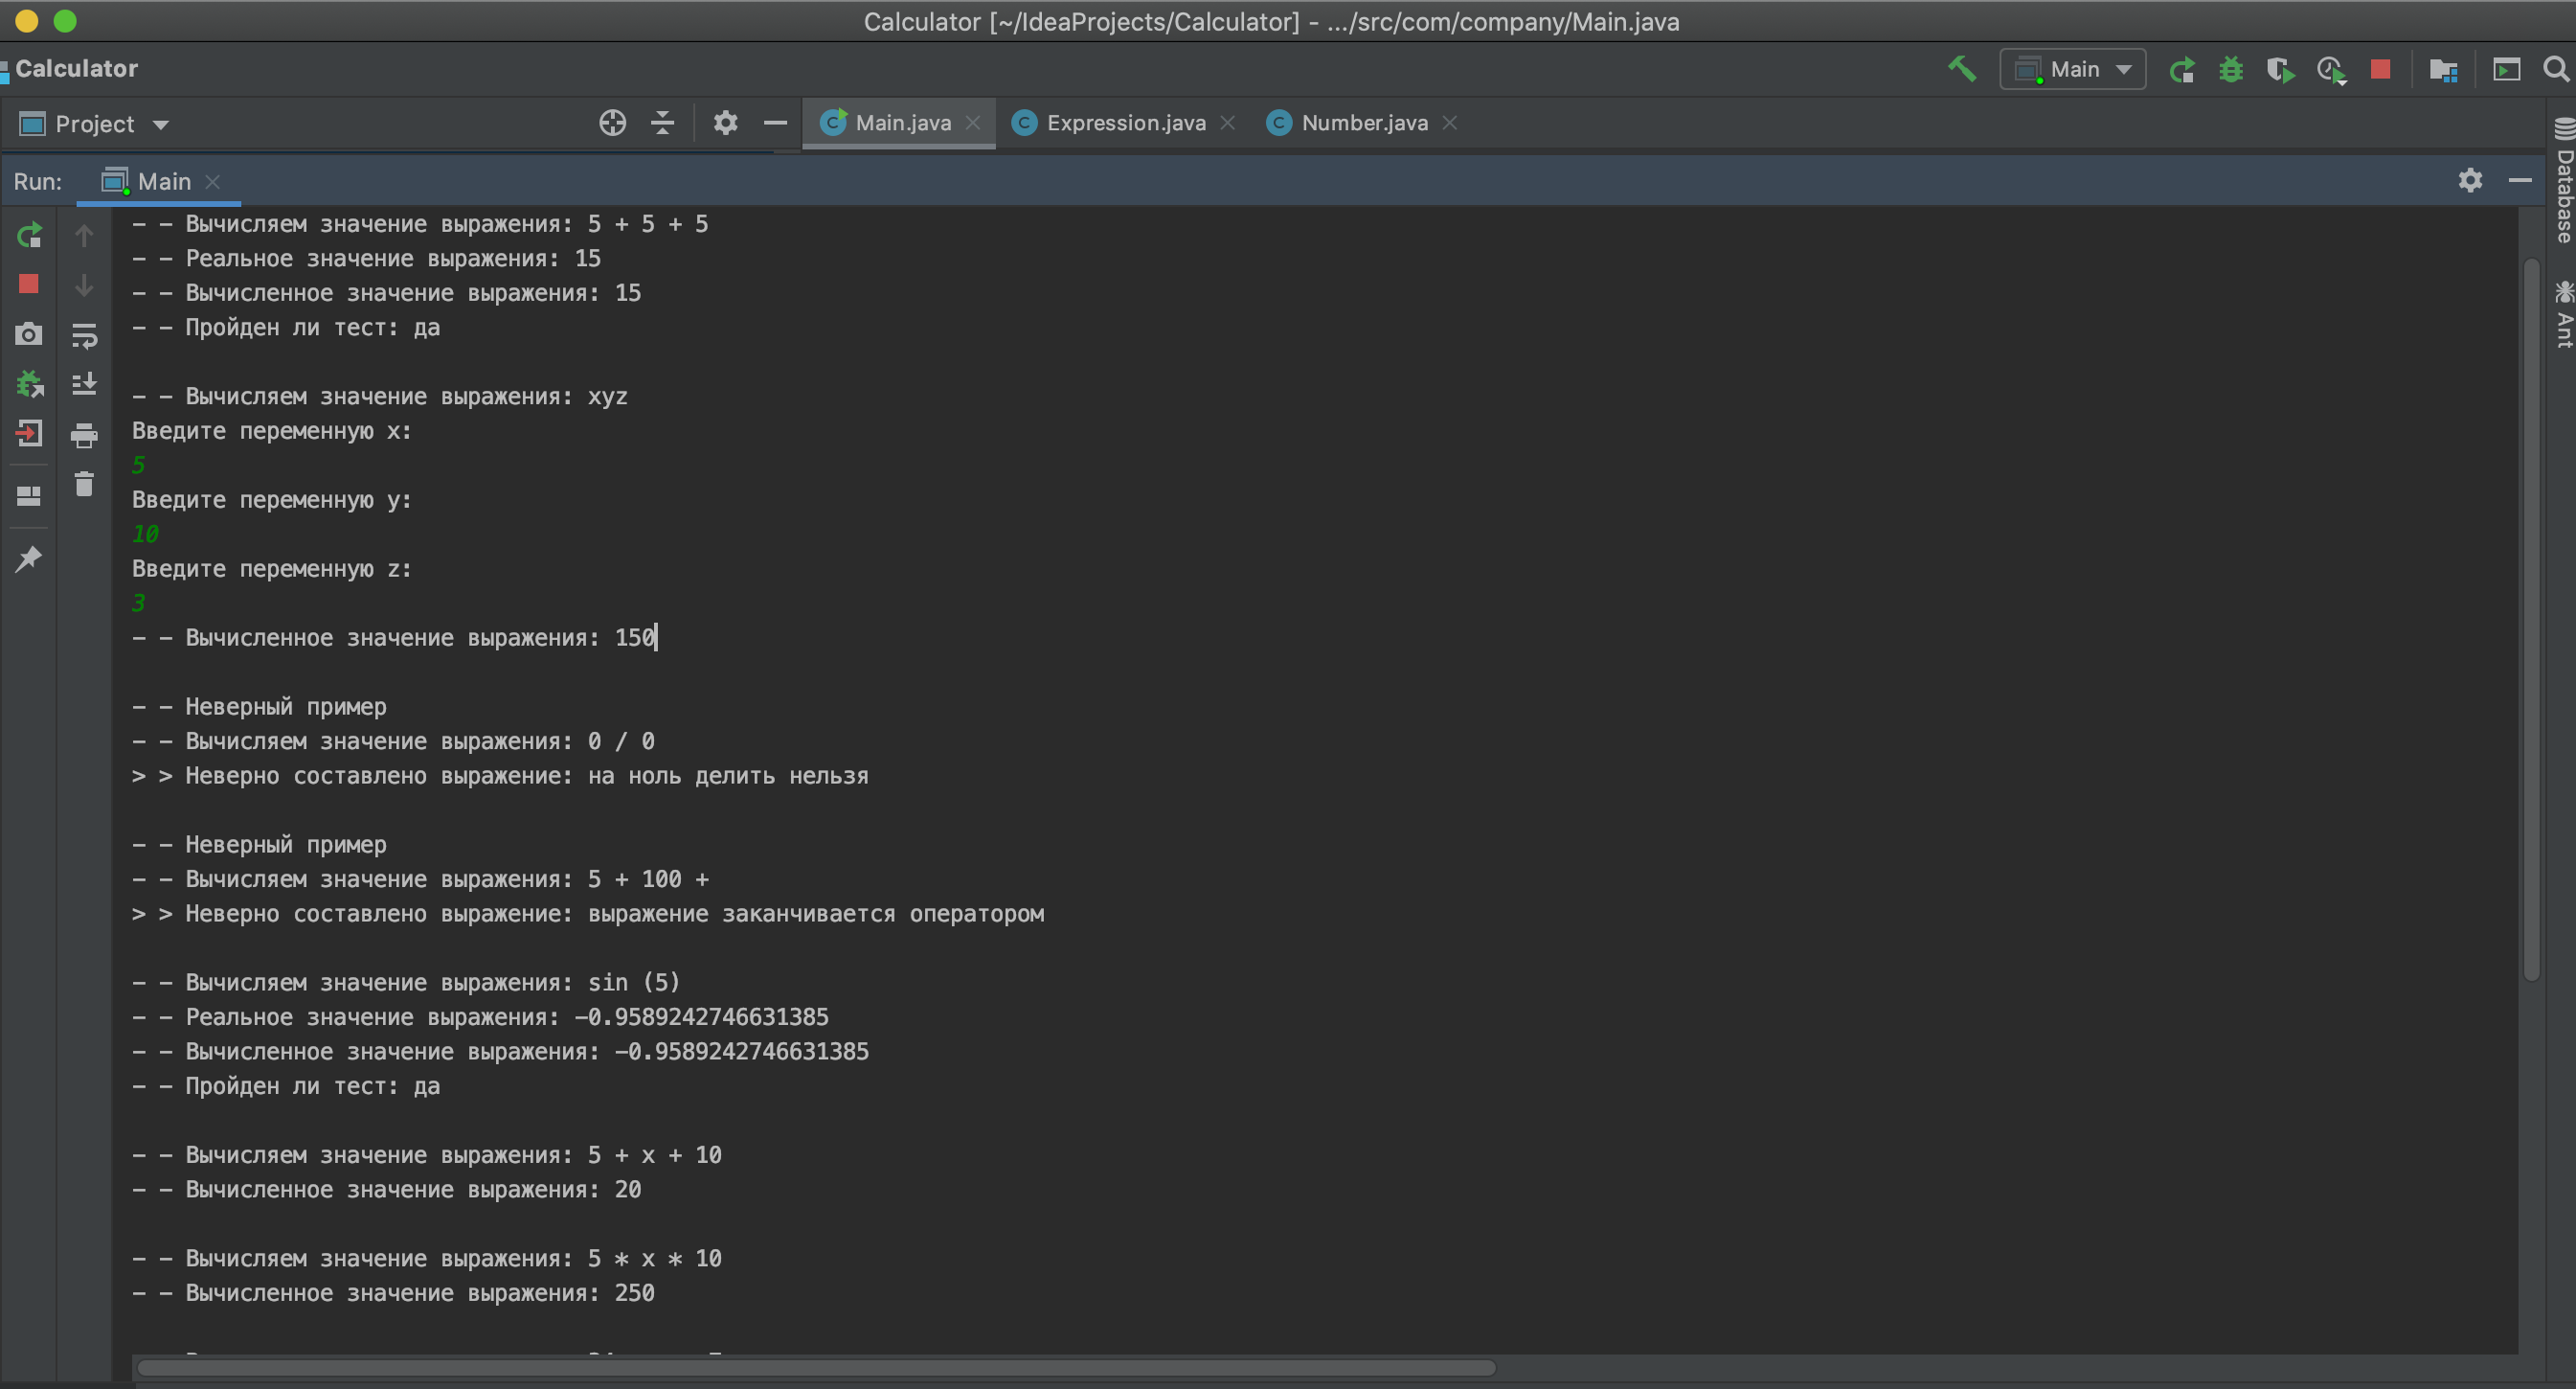 Calculator [~/IdeaProjects/Calculator] - .../src/com/company/Main.java
Calculator
Main
Project
Main.java
Expression.java
Number.java
Run:
Main
Database
Ant
- - Вычисляем значение выражения: 5 + 5 + 5
- - Реальное значение выражения: 15
- - Вычисленное значение выражения: 15
- - Пройден ли тест: да
- - Вычисляем значение выражения: xyz
Введите переменную x:
5
Введите переменную y:
10
Введите переменную z:
3
- - Вычисленное значение выражения: 150
- - Неверный пример
- - Вычисляем значение выражения: 0 / 0
> > Неверно составлено выражение: на ноль делить нельзя
- - Неверный пример
- - Вычисляем значение выражения: 5 + 100 +
> > Неверно составлено выражение: выражение заканчивается оператором
- - Вычисляем значение выражения: sin (5)
- - Реальное значение выражения: -0.9589242746631385
- - Вычисленное значение выражения: -0.9589242746631385
- - Пройден ли тест: да
- - Вычисляем значение выражения: 5 + x + 10
- - Вычисленное значение выражения: 20
- - Вычисляем значение выражения: 5 * x * 10
- - Вычисленное значение выражения: 250